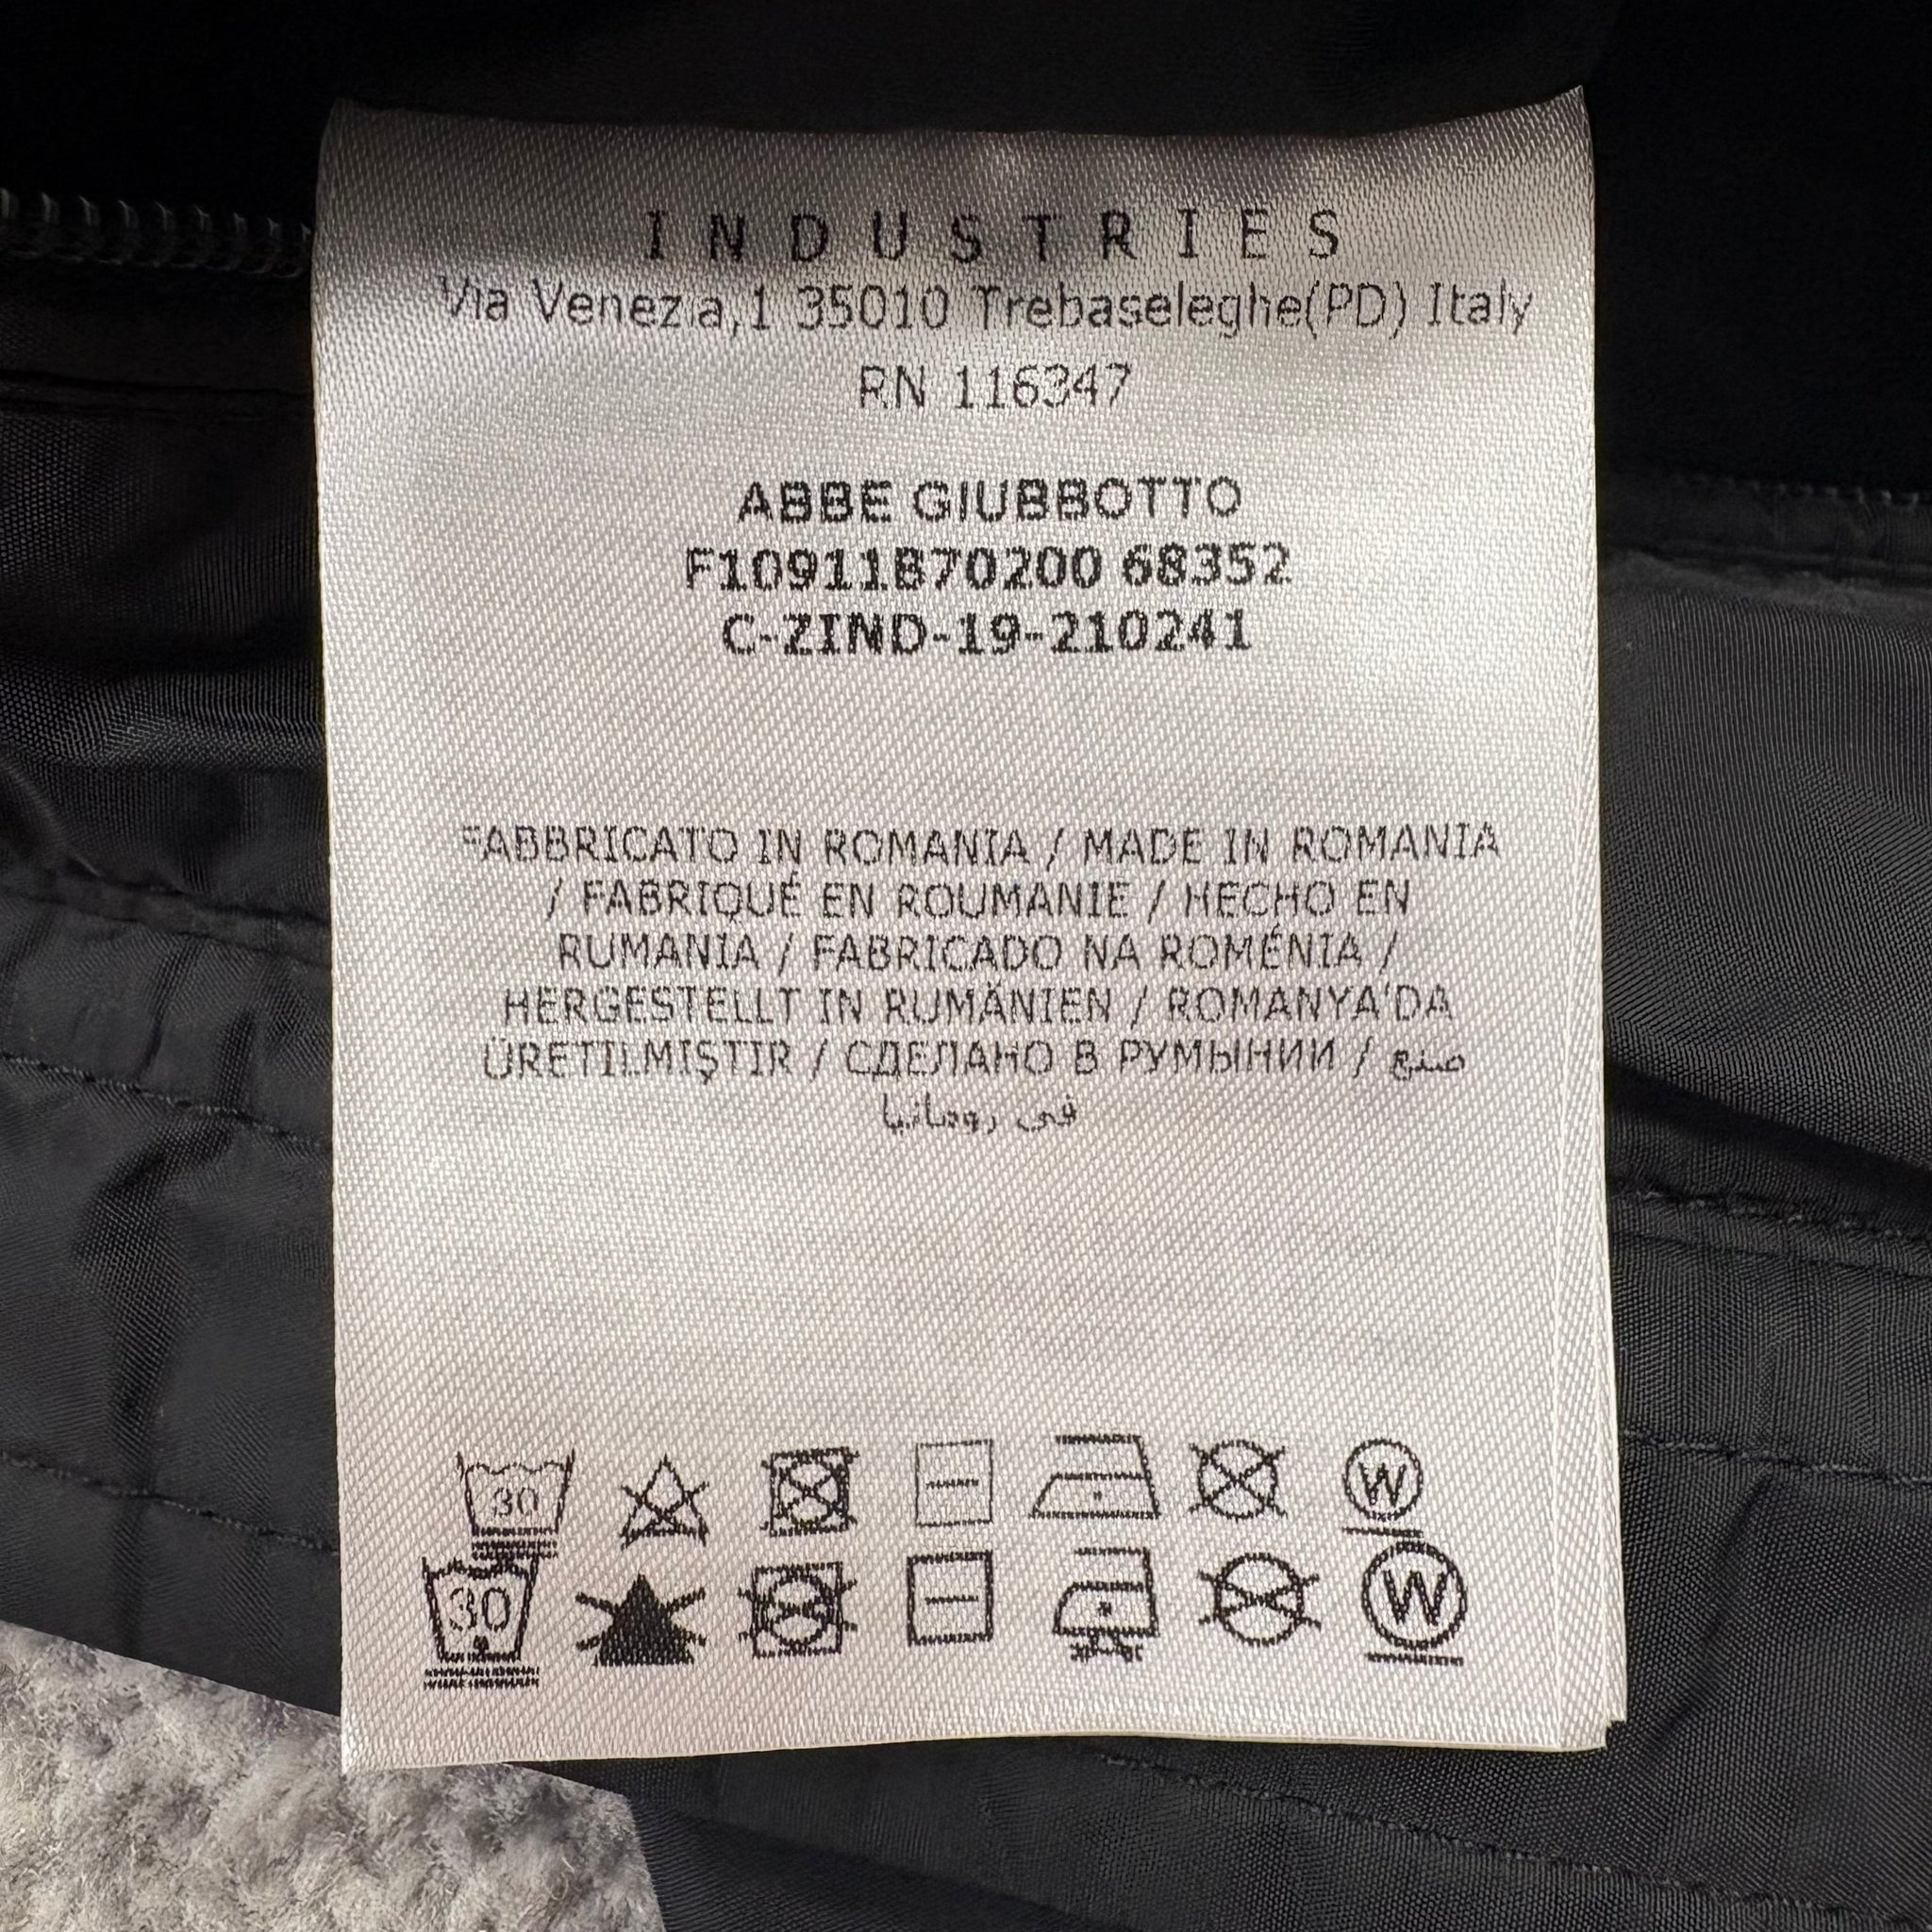 INDUSTRIES
Via Venezia,1 35010 Trebaseleghe(PD) Italy
RN 116347
ABBE GIUBBOTTO
F10911B70200 68352
C-ZIND-19-210241
FABBRICATO IN ROMANIA / MADE IN ROMANIA
/ FABRIQUÉ EN ROUMANIE / HECHO EN
RUMANIA / FABRICADO NA ROMÉNIA /
HERGESTELLT IN RUMÄNIEN / ROMANYA'DA
ÜRETILMIŞTIR / СДЕЛАНО В РУМЫНИИ / صنع
في رومانيا
30 W
30 W